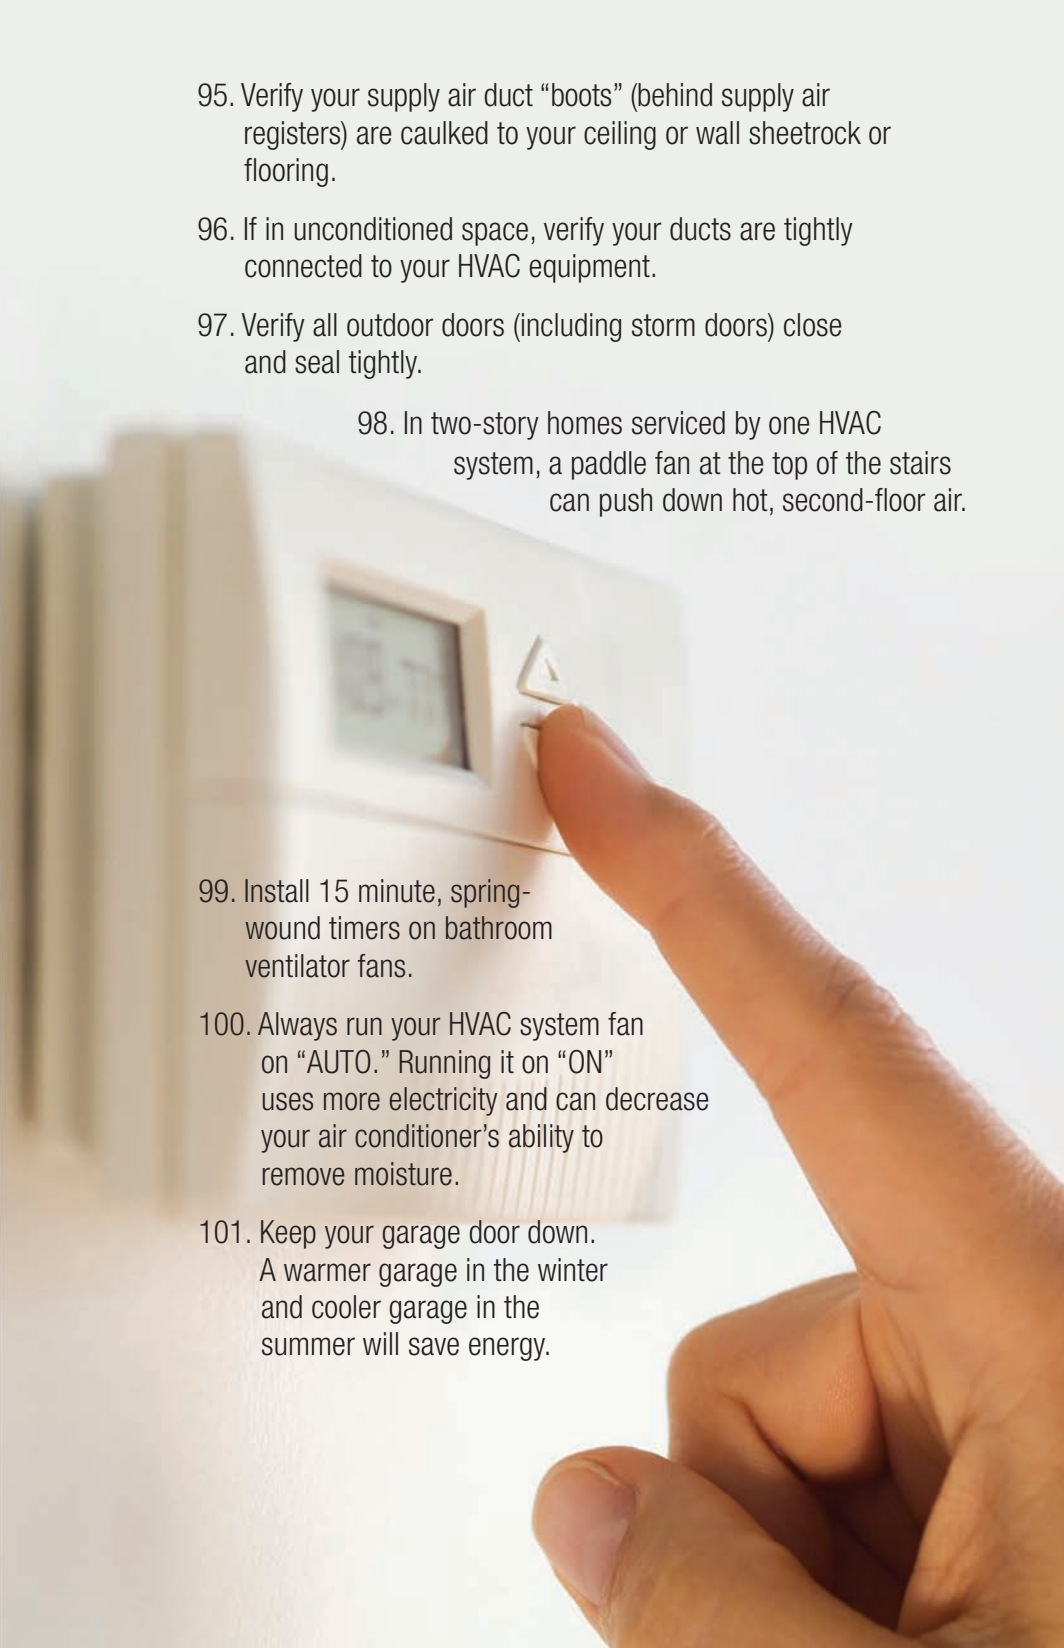 95. Verify your supply air duct “boots” (behind supply air
registers) are caulked to your ceiling or wall sheetrock or
flooring.
96. If in unconditioned space, verify your ducts are tightly
connected to your HVAC equipment.
97. Verify all outdoor doors (including storm doors) close
and seal tightly.
98. In two-story homes serviced by one HVAC
system, a paddle fan at the top of the stairs
can push down hot, second-floor air.
99. Install 15 minute, spring-
wound timers on bathroom
ventilator fans.
100. Always run your HVAC system fan
on “AUTO.” Running it on “ON”
uses more electricity and can decrease
your air conditioner’s ability to
remove moisture.
101. Keep your garage door down.
A warmer garage in the winter
and cooler garage in the
summer will save energy.